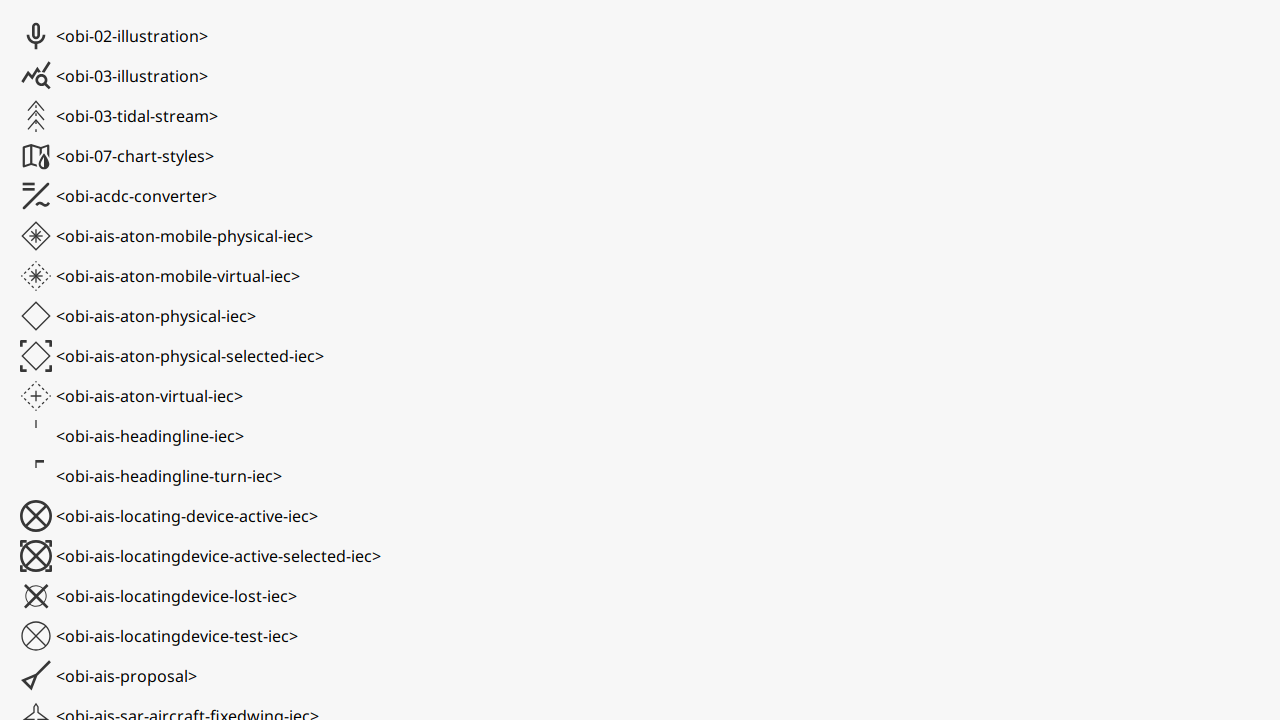 <obi-02-illustration>
<obi-03-illustration>
<obi-03-tidal-stream>
<obi-07-chart-styles>
<obi-acdc-converter>
<obi-ais-aton-mobile-physical-iec>
<obi-ais-aton-mobile-virtual-iec>
<obi-ais-aton-physical-iec>
<obi-ais-aton-physical-selected-iec>
<obi-ais-aton-virtual-iec>
<obi-ais-headingline-iec>
<obi-ais-headingline-turn-iec>
<obi-ais-locating-device-active-iec>
<obi-ais-locatingdevice-active-selected-iec>
<obi-ais-locatingdevice-lost-iec>
<obi-ais-locatingdevice-test-iec>
<obi-ais-proposal>
<obi-ais-sar-aircraft-fixedwing-iec>